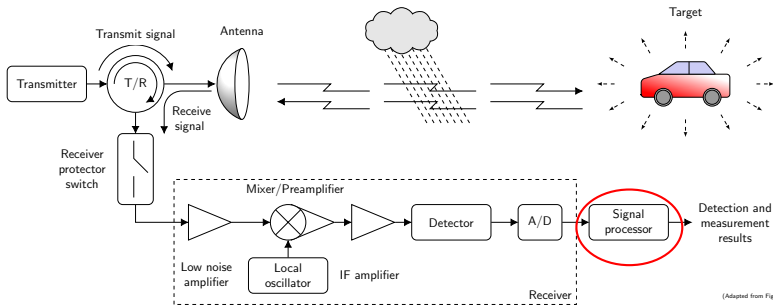 Transmit signal
Antenna
Target
Transmitter
T/R
Receive
signal
Receiver
protector
switch
Mixer/Preamplifier
Detector
A/D
Signal
processor
Detection and
measurement
results
Low noise
amplifier
Local
oscillator
IF amplifier
Receiver
(Adapted from Fig